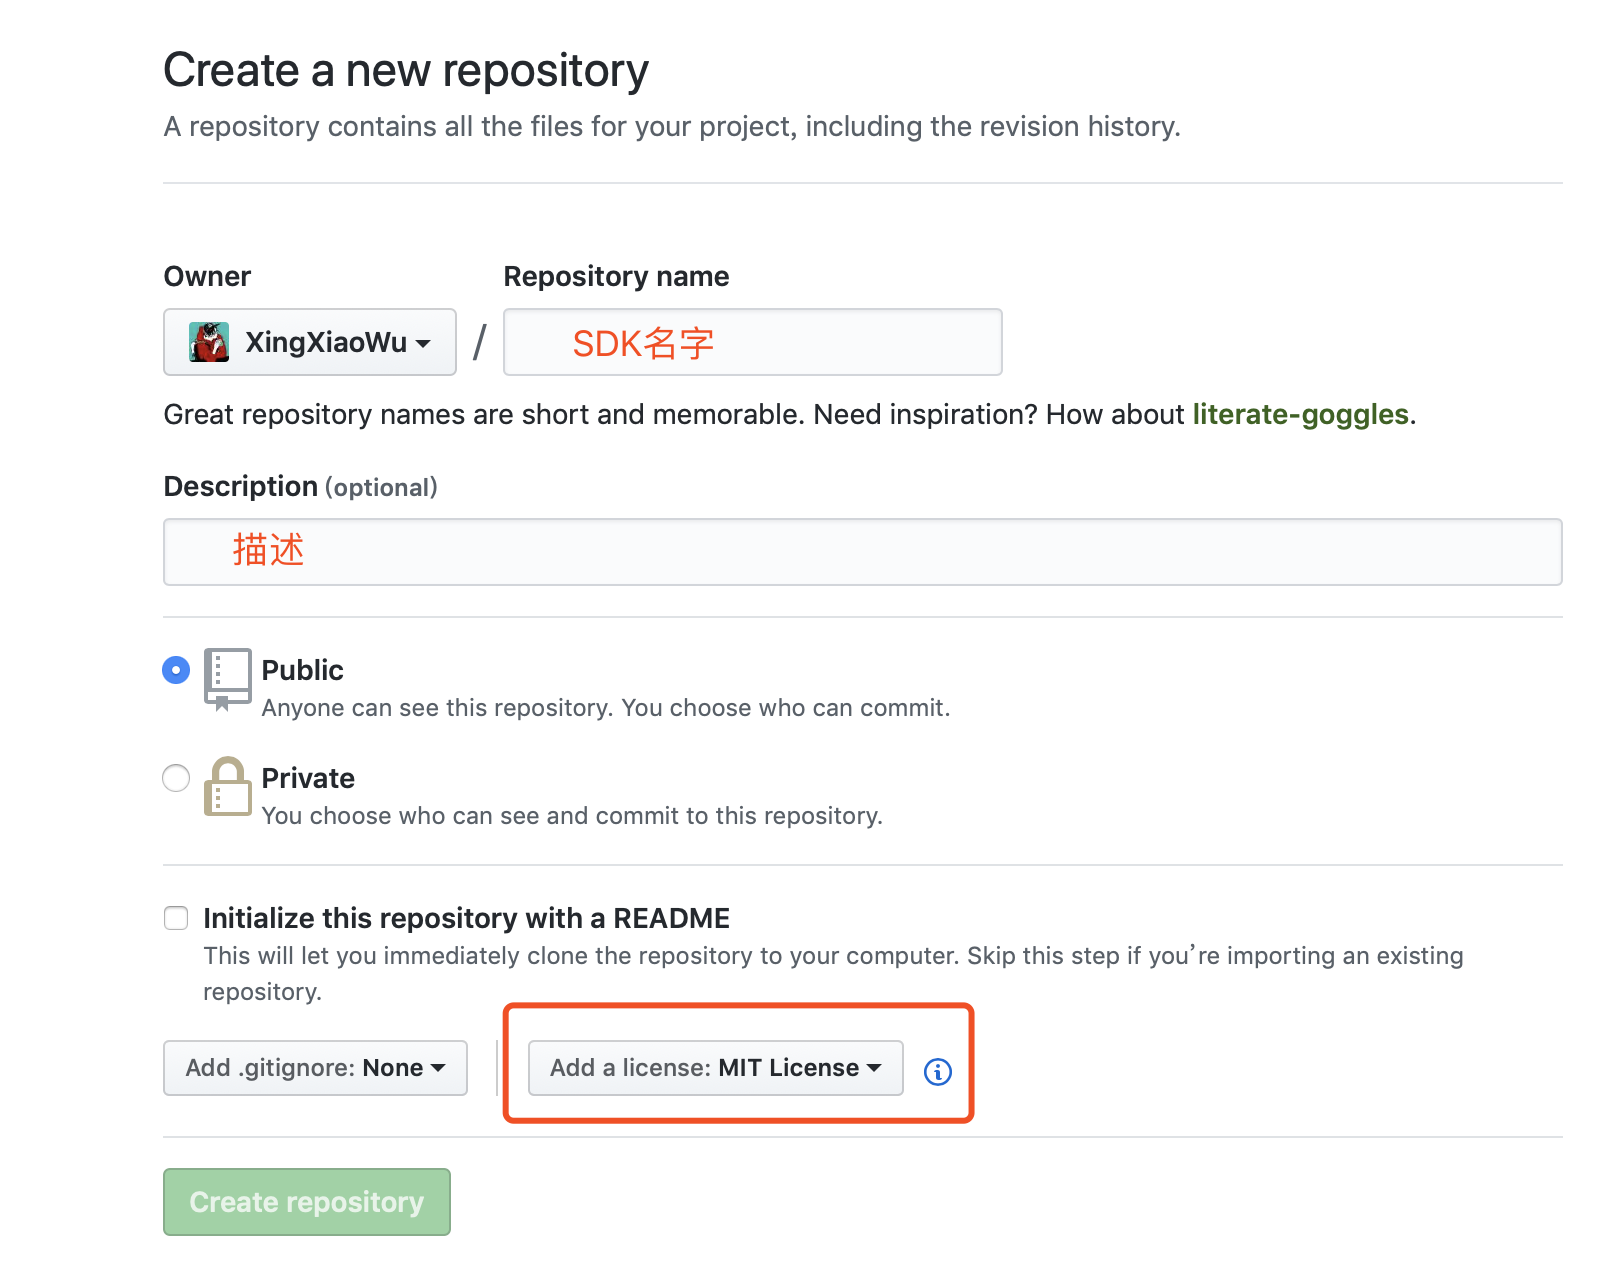 Create a new repository
A repository contains all the files for your project, including the revision history.
Owner
Repository name
XingXiaoWu
/
SDK名字
Great repository names are short and memorable. Need inspiration? How about literate-goggles.
Description (optional)
描述
Public
Anyone can see this repository. You choose who can commit.
Private
You choose who can see and commit to this repository.
Initialize this repository with a README
This will let you immediately clone the repository to your computer. Skip this step if you’re importing an existing
repository.
Add .gitignore: None
Add a license: MIT License
Create repository